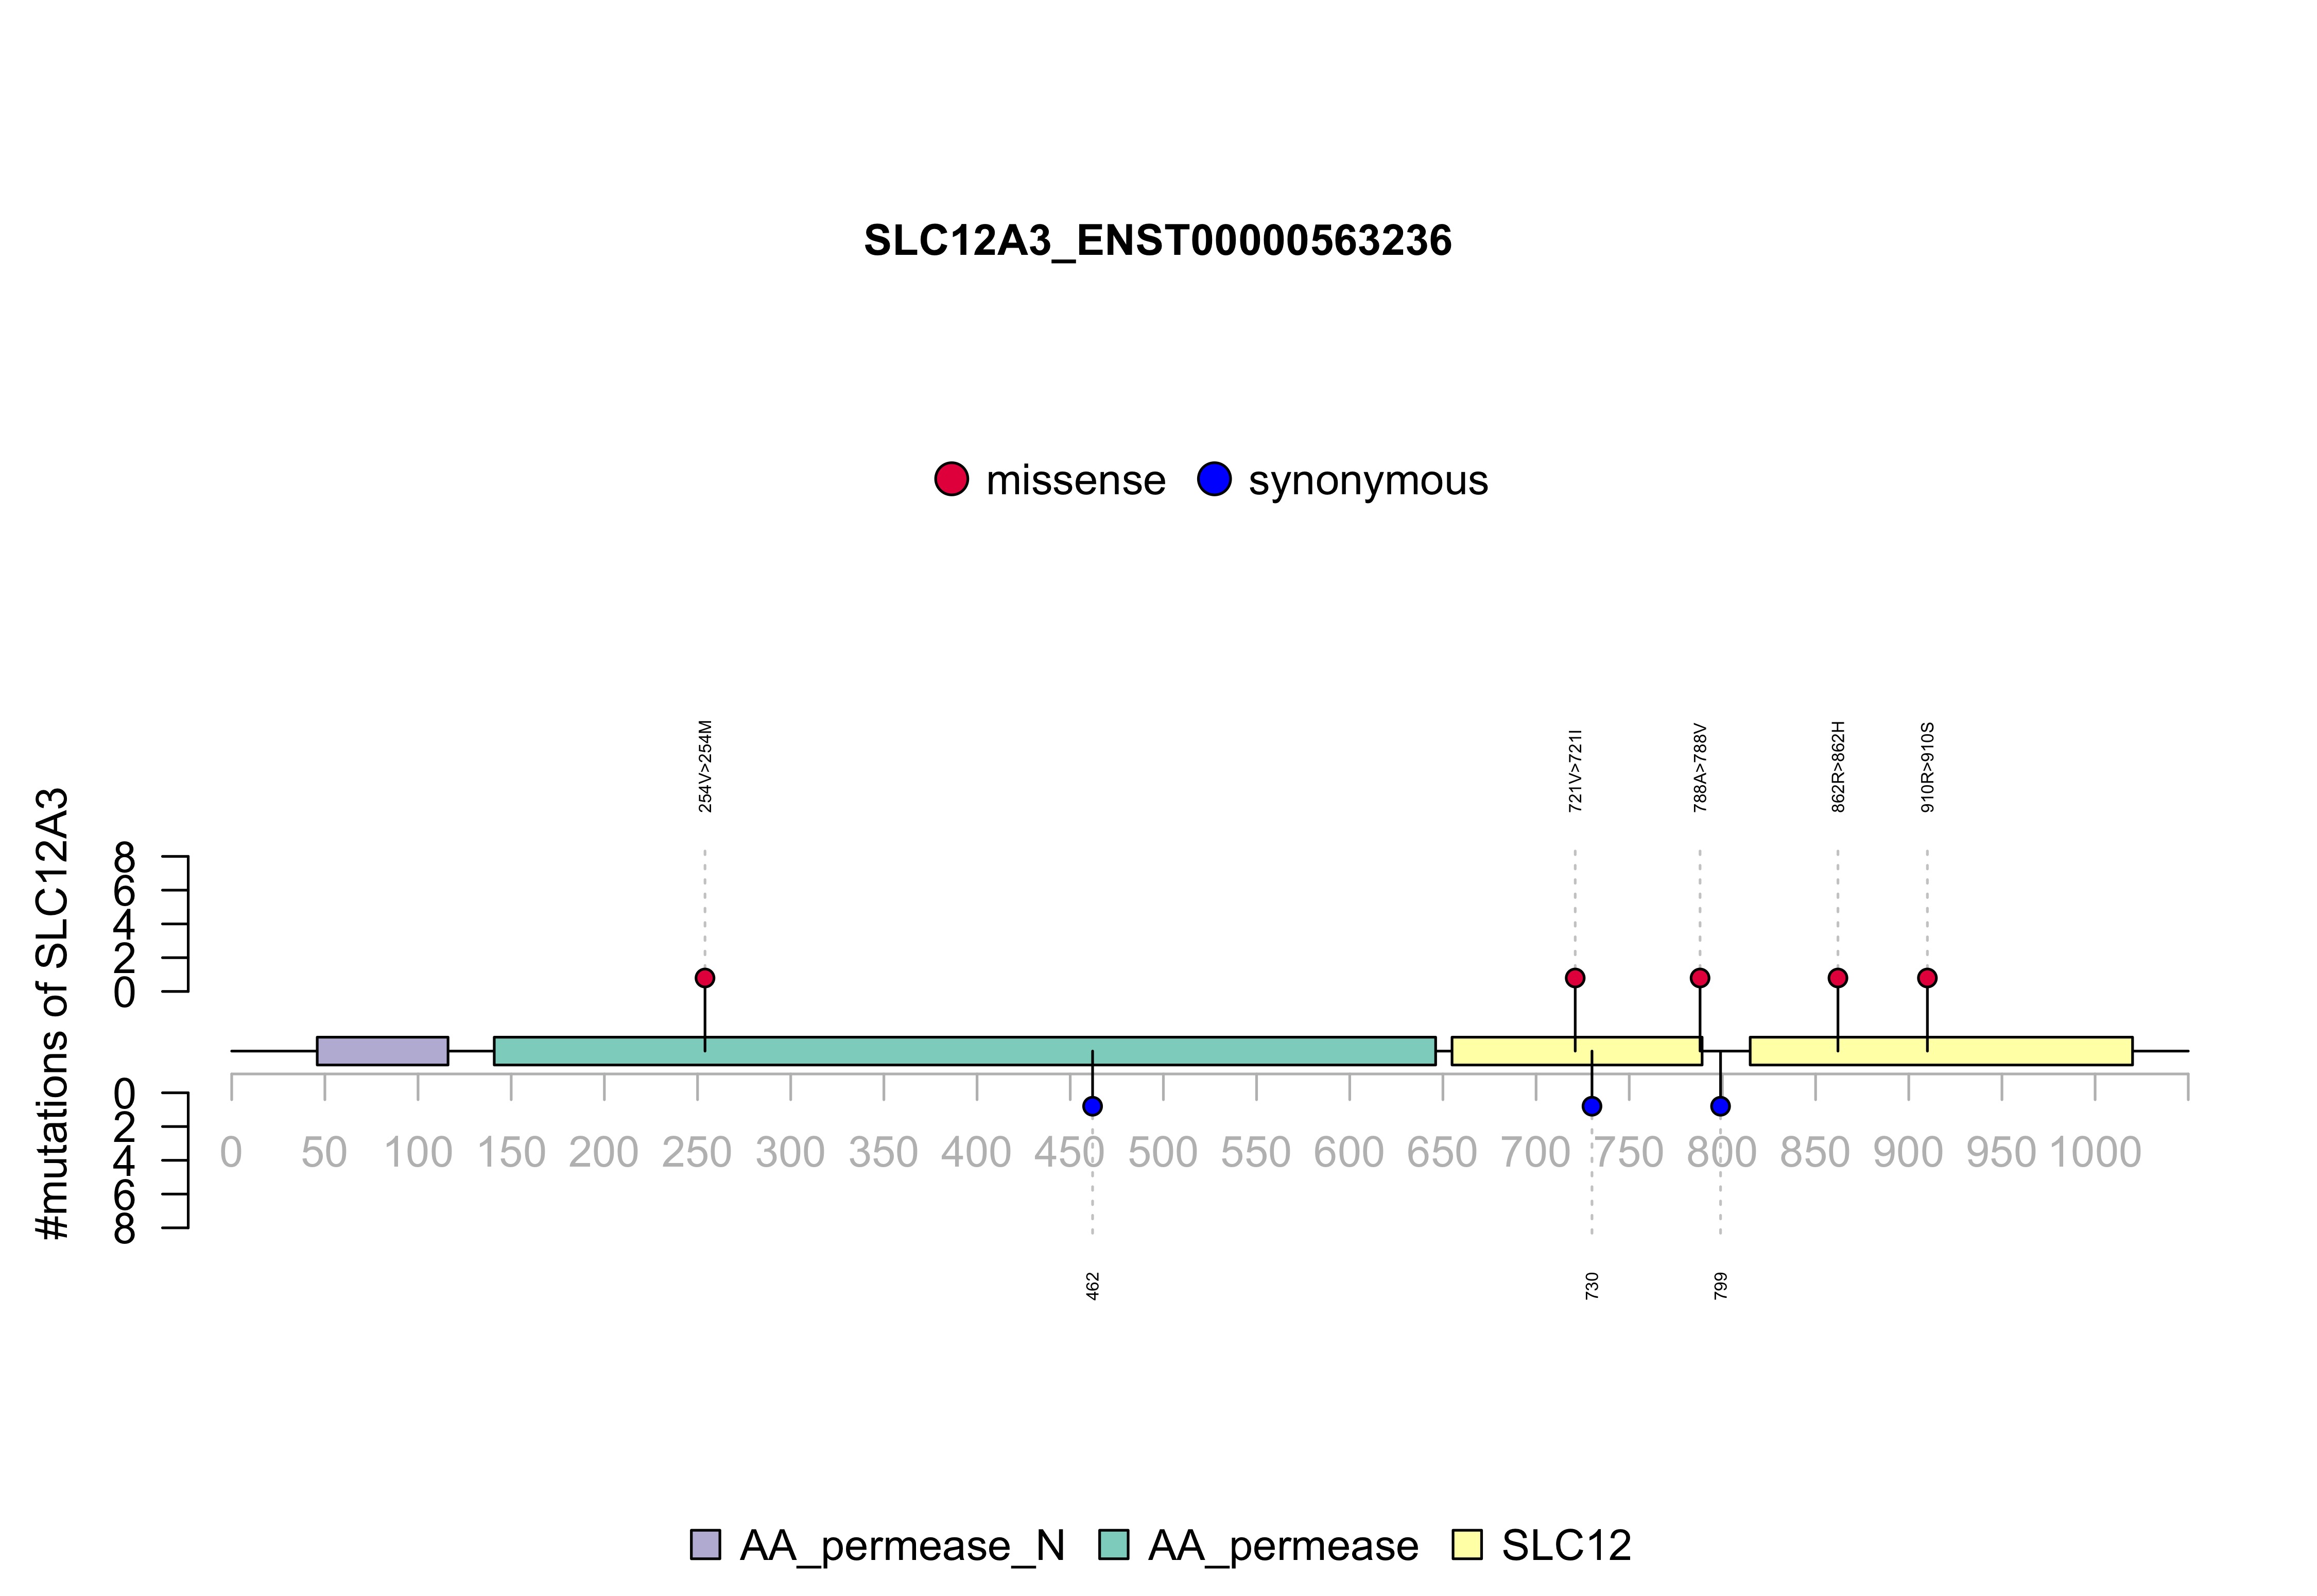 SLC12A3_ENST00000563236
missense synonymous
254V>254M 721V>721I 788A>788V 862R>862H 910R>910S
#mutations of SLC12A3
8
6
4
2
0
0
2
4
6
8
0 50 100 150 200 250 300 350 400 450 500 550 600 650 700 750 800 850 900 950 1000
462 730 799
AA_permease_N AA_permease SLC12